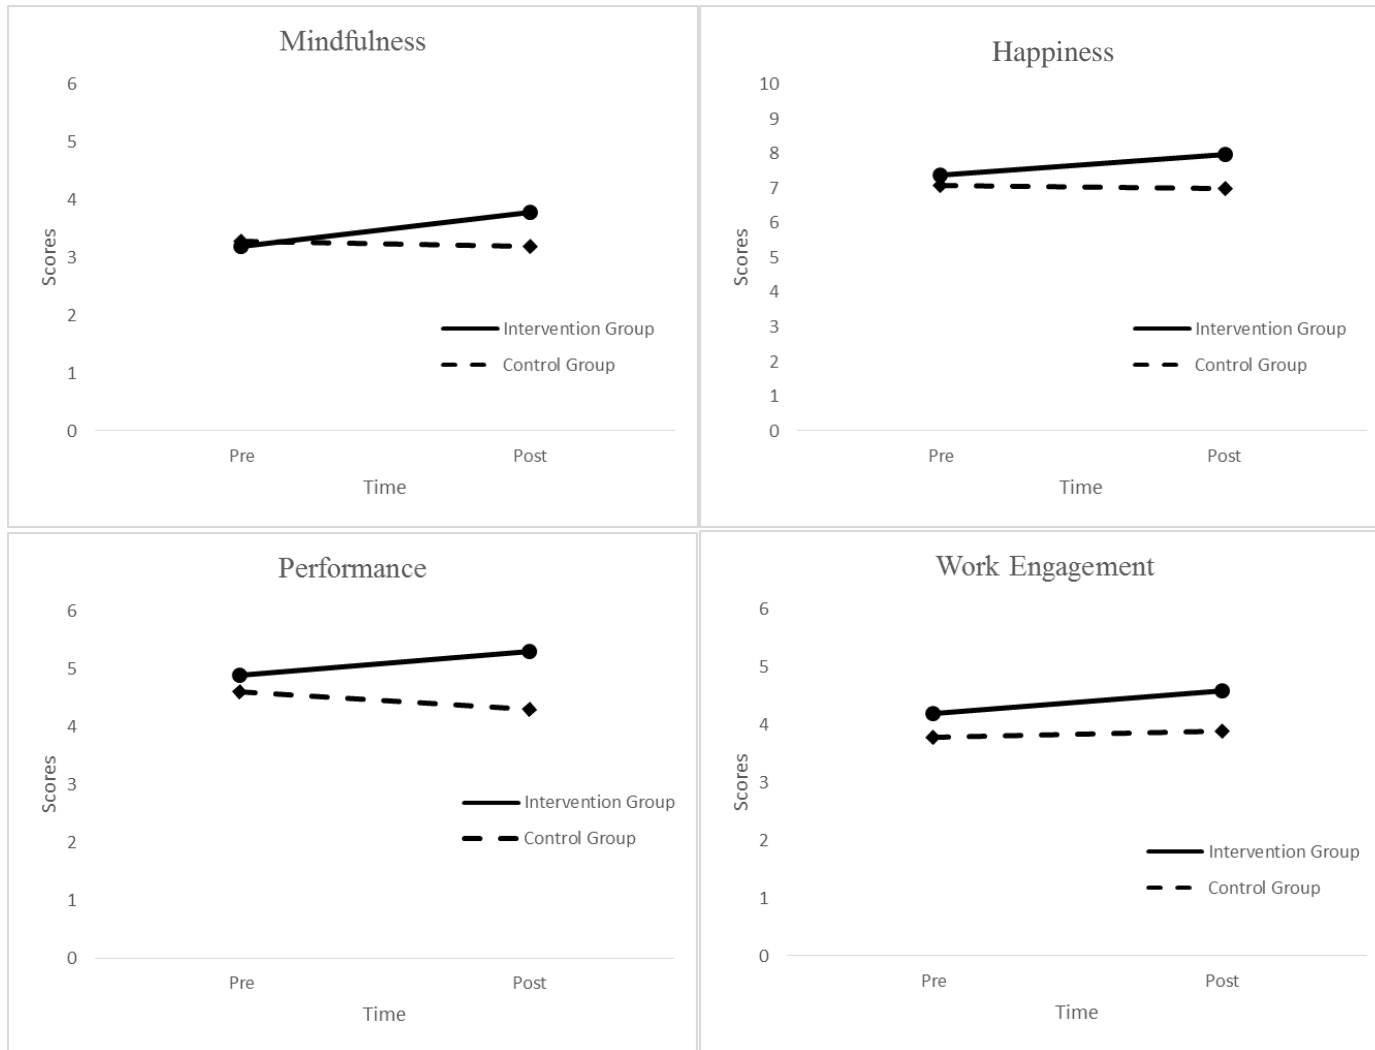 Mindfulness
6
5
4
3
2
1
0
Scores
Pre
Post
Time
Intervention Group
Control Group
Happiness
10
9
8
7
6
5
4
3
2
1
0
Scores
Pre
Post
Time
Intervention Group
Control Group
Performance
6
5
4
3
2
1
0
Scores
Pre
Post
Time
Intervention Group
Control Group
Work Engagement
6
5
4
3
2
1
0
Scores
Pre
Post
Time
Intervention Group
Control Group